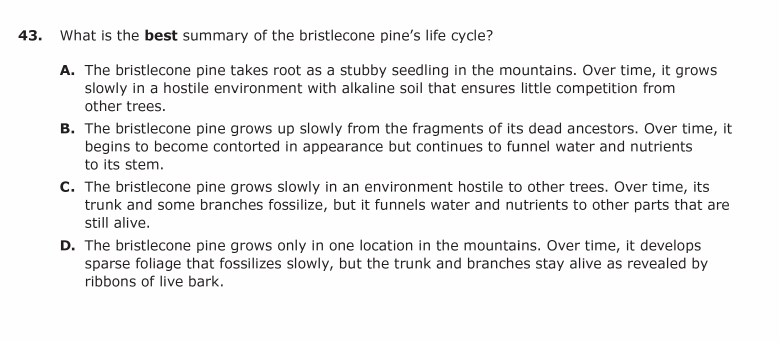 43. What is the best summary of the bristlecone pine's life cycle?
A. The bristlecone pine takes root as a stubby seedling in the mountains. Over time, it grows
slowly in a hostile environment with alkaline soil that ensures little competition from
other trees.
B. The bristlecone pine grows up slowly from the fragments of its dead ancestors. Over time, it
begins to become contorted in appearance but continues to funnel water and nutrients
to its stem.
C. The bristlecone pine grows slowly in an environment hostile to other trees. Over time, its
trunk and some branches fossilize, but it funnels water and nutrients to other parts that are
still alive.
D. The bristlecone pine grows only in one location in the mountains. Over time, it develops
sparse foliage that fossilizes slowly, but the trunk and branches stay alive as revealed by
ribbons of live bark.